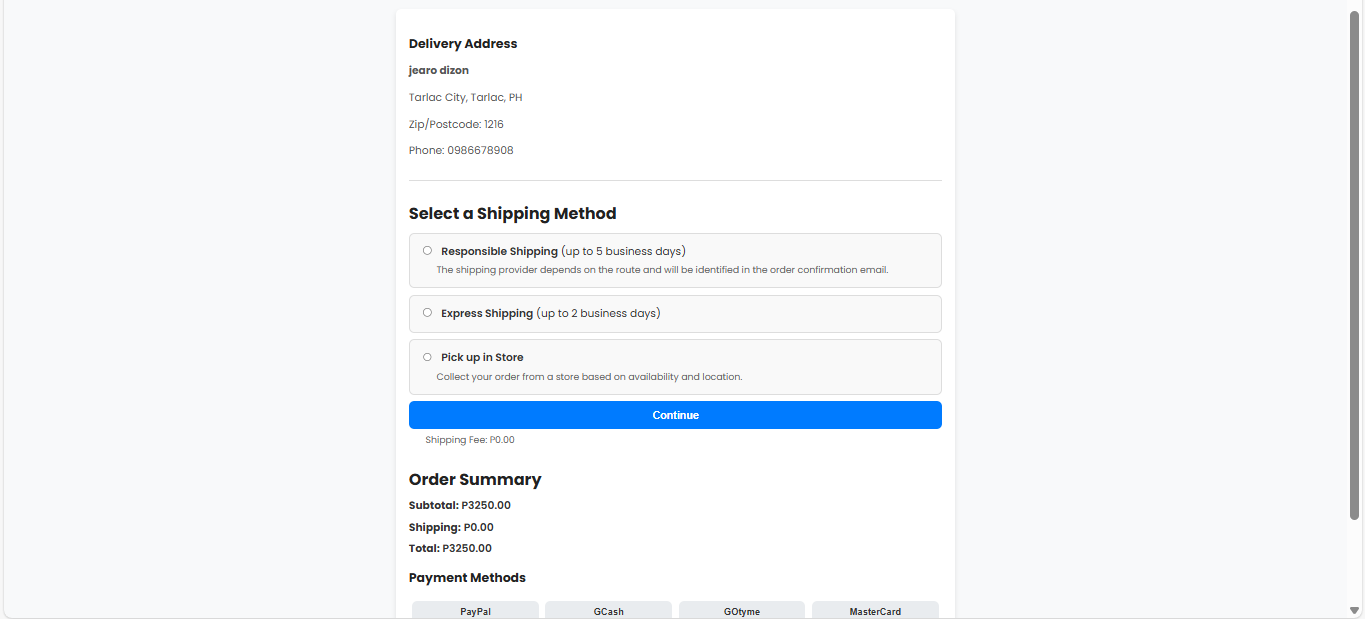 Delivery Address
jearo dizon
Tarlac City, Tarlac, PH
Zip/Postcode: 1216
Phone: 0986678908
Select a Shipping Method
Responsible Shipping (up to 5 business days)
The shipping provider depends on the route and will be identified in the order confirmation email.
Express Shipping (up to 2 business days)
Pick up in Store
Collect your order from a store based on availability and location.
Continue
Shipping Fee: P0.00
Order Summary
Subtotal: P3250.00
Shipping: P0.00
Total: P3250.00
Payment Methods
PayPal GCash GOtyme MasterCard